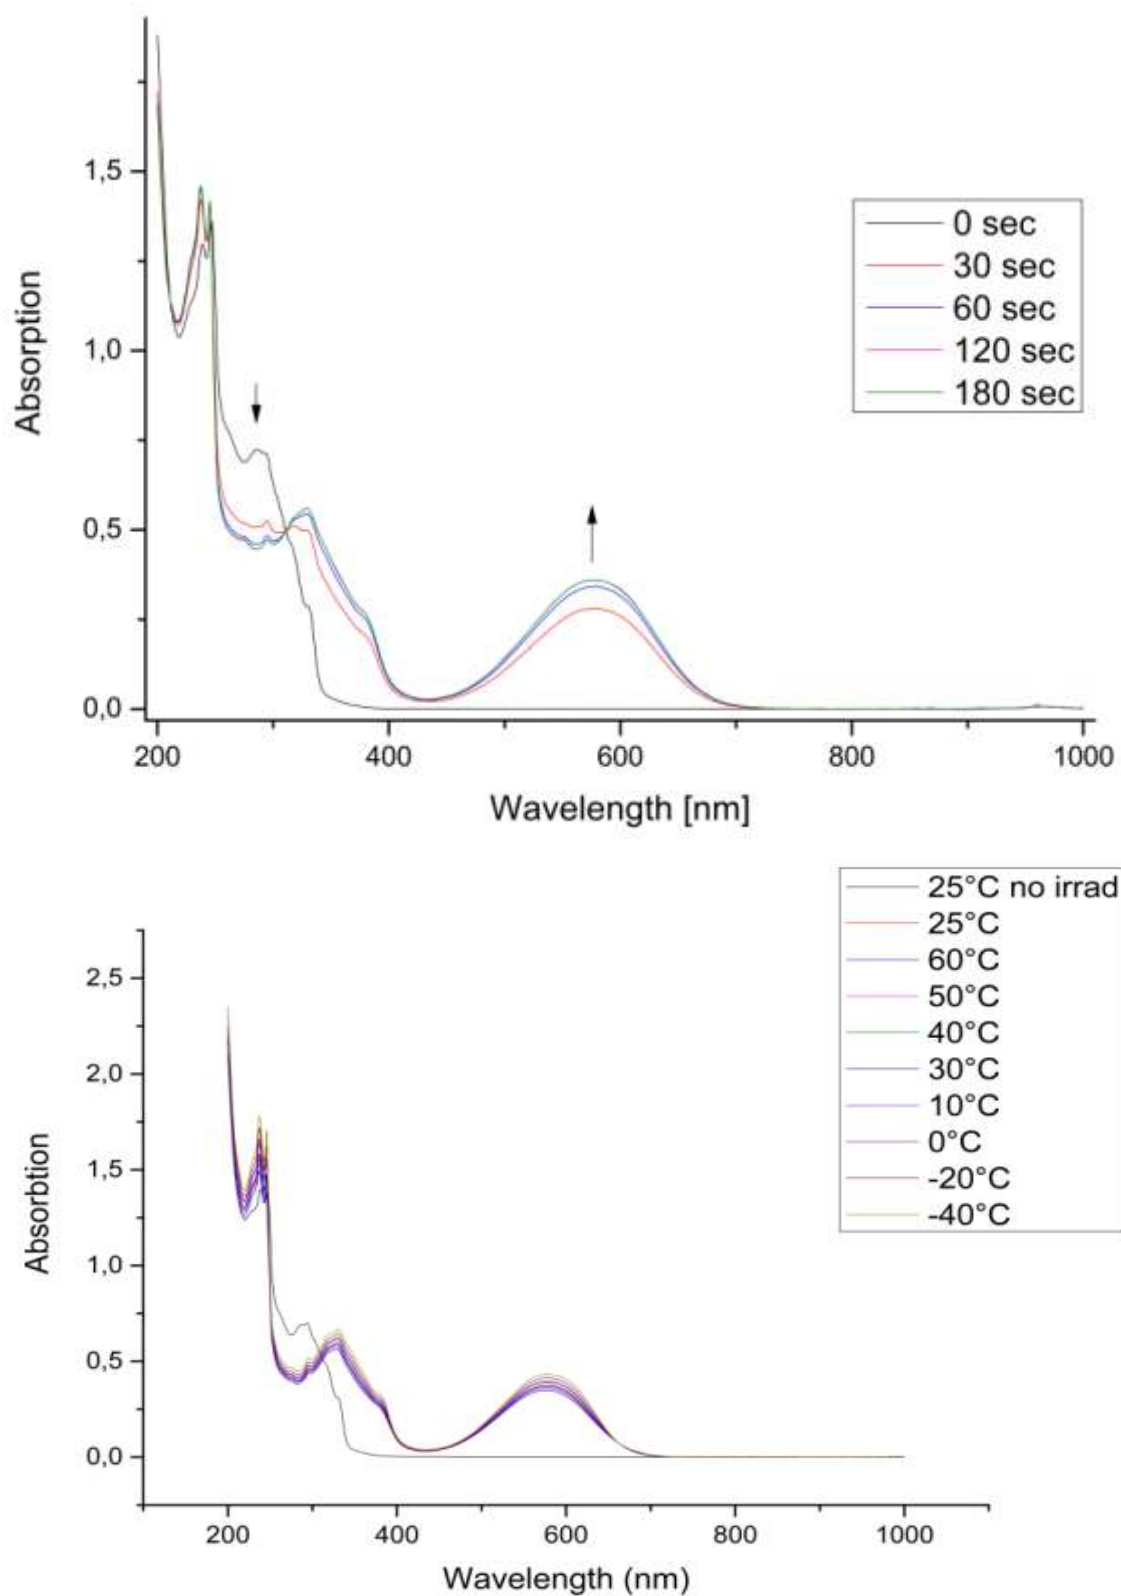 Absorption
1,5
1,0
0,5
0,0
0 sec
30 sec
60 sec
120 sec
180 sec
200
400
600
800
1000
Wavelength [nm]
Absorbtion
2,5
2,0
1,5
1,0
0,5
0,0
25°C no irrad
25°C
60°C
50°C
40°C
30°C
10°C
0°C
-20°C
-40°C
200
400
600
800
1000
Wavelength (nm)